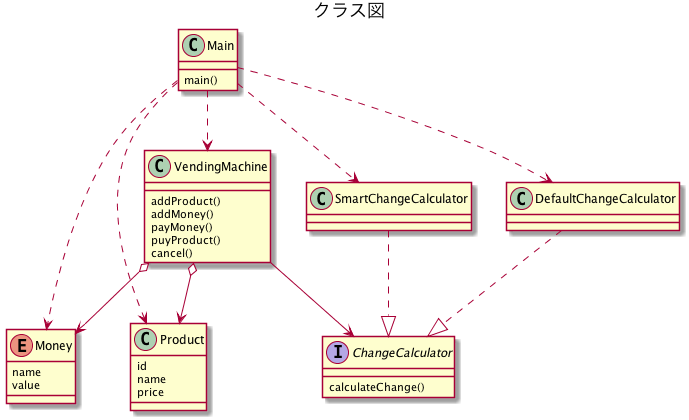 クラス図
C Main
main()
C VendingMachine
addProduct()
addMoney()
payMoney()
puyProduct()
cancel()
C SmartChangeCalculator
C DefaultChangeCalculator
E Money
name
value
C Product
id
name
price
I ChangeCalculator
calculateChange()